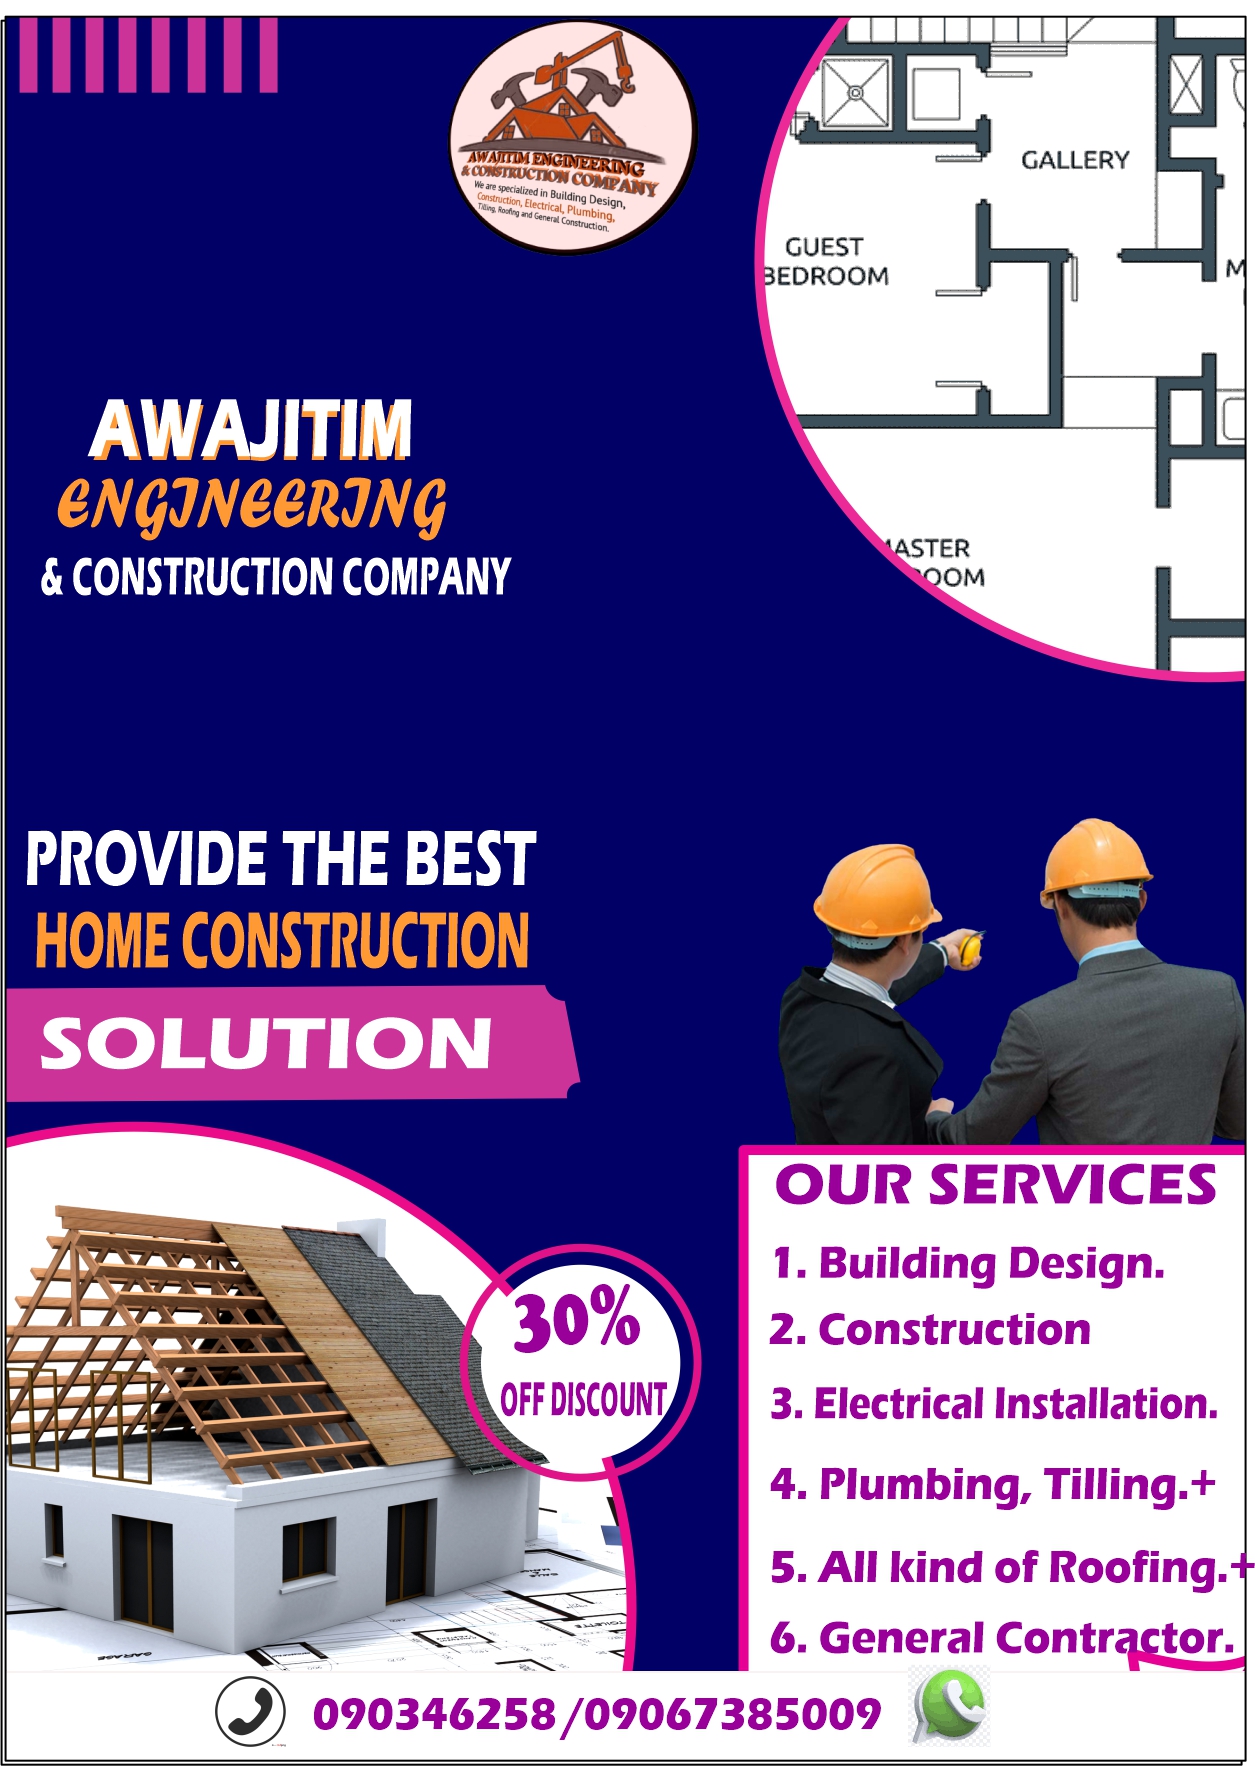 AWAJITIM ENGINEERING
& CONSTRUCTION COMPANY
We are specialized in Building Design,
Construction, Electrical, Plumbing,
Tilling, Roofing and General Construction.
GALLERY
GUEST
BEDROOM
M
MASTER
OOM
AWAJITIM
ENGINEERING
& CONSTRUCTION COMPANY
PROVIDE THE BEST
HOME CONSTRUCTION
SOLUTION
30%
OFF DISCOUNT
OUR SERVICES
1. Building Design.
2. Construction
3. Electrical Installation.
4. Plumbing, Tilling.+
5. All kind of Roofing.+
6. General Contractor.
GARAGE
090346258/09067385009